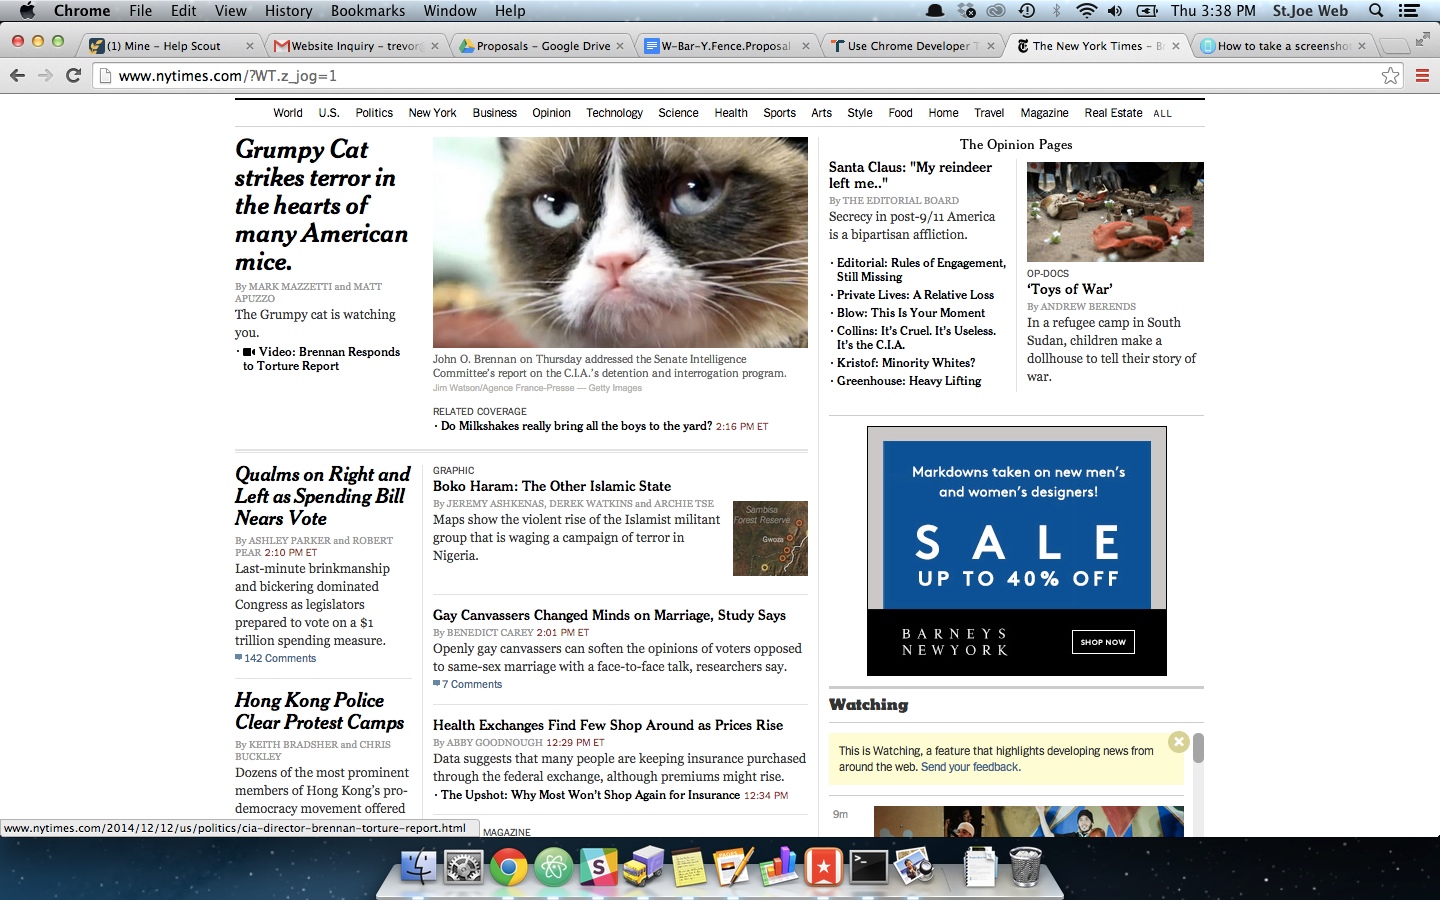 Chrome File Edit View History Bookmarks Window Help Thu 3:38 PM St.Joe Web
(1) Mine – Help Scout
Website Inquiry – trevor
Proposals – Google Drive
W–Bar–Y.Fence.Proposal
Use Chrome Developer T
The New York Times – B
How to take a screensho
www.nytimes.com/?WT.z_jog=1
World U.S. Politics New York Business Opinion Technology Science Health Sports Arts Style Food Home Travel Magazine Real Estate ALL
Grumpy Cat
strikes terror in
the hearts of
many American
mice.
By MARK MAZZETTI and MATT
APUZZO
The Grumpy cat is watching
you.
· Video: Brennan Responds
to Torture Report
John O. Brennan on Thursday addressed the Senate Intelligence
Committee's report on the C.I.A.'s detention and interrogation program.
Jim Watson/Agence France-Presse — Getty Images
RELATED COVERAGE
· Do Milkshakes really bring all the boys to the yard? 2:16 PM ET
The Opinion Pages
Santa Claus: "My reindeer
left me.."
By THE EDITORIAL BOARD
Secrecy in post-9/11 America
is a bipartisan affliction.
· Editorial: Rules of Engagement,
Still Missing
· Private Lives: A Relative Loss
· Blow: This Is Your Moment
· Collins: It's Cruel. It's Useless.
It's the C.I.A.
· Kristof: Minority Whites?
· Greenhouse: Heavy Lifting
OP-DOCS
‘Toys of War’
By ANDREW BERENDS
In a refugee camp in South
Sudan, children make a
dollhouse to tell their story of
war.
Qualms on Right and
Left as Spending Bill
Nears Vote
By ASHLEY PARKER and ROBERT
PEAR 2:10 PM ET
Last-minute brinkmanship
and bickering dominated
Congress as legislators
prepared to vote on a $1
trillion spending measure.
142 Comments
Hong Kong Police
Clear Protest Camps
By KEITH BRADSHER and CHRIS
BUCKLEY
Dozens of the most prominent
members of Hong Kong's pro-
democracy movement offered
GRAPHIC
Boko Haram: The Other Islamic State
By JEREMY ASHKENAS, DEREK WATKINS and ARCHIE TSE
Maps show the violent rise of the Islamist militant
group that is waging a campaign of terror in
Nigeria.
Sambisa
Forest Reserve
Gwoza
Gay Canvassers Changed Minds on Marriage, Study Says
By BENEDICT CAREY 2:01 PM ET
Openly gay canvassers can soften the opinions of voters opposed
to same-sex marriage with a face-to-face talk, researchers say.
7 Comments
Health Exchanges Find Few Shop Around as Prices Rise
By ABBY GOODNOUGH 12:29 PM ET
Data suggests that many people are keeping insurance purchased
through the federal exchange, although premiums might rise.
· The Upshot: Why Most Won't Shop Again for Insurance 12:34 PM
MAGAZINE
Markdowns taken on new men's
and women's designers!
SALE
UP TO 40% OFF
BARNEYS
NEWYORK
SHOP NOW
Watching
This is Watching, a feature that highlights developing news from
around the web. Send your feedback.
9m
www.nytimes.com/2014/12/12/us/politics/cia-director-brennan-torture-report.html